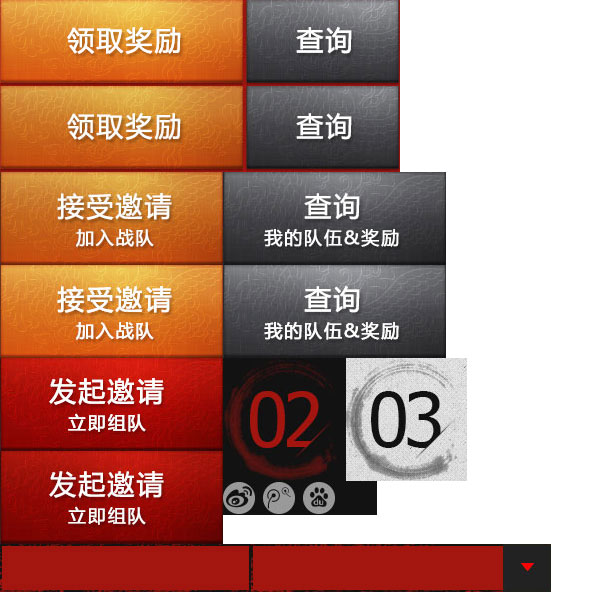 领取奖励
查询
领取奖励
查询
接受邀请
加入战队
查询
我的队伍&奖励
接受邀请
加入战队
查询
我的队伍&奖励
发起邀请
立即组队
02
03
发起邀请
立即组队
du